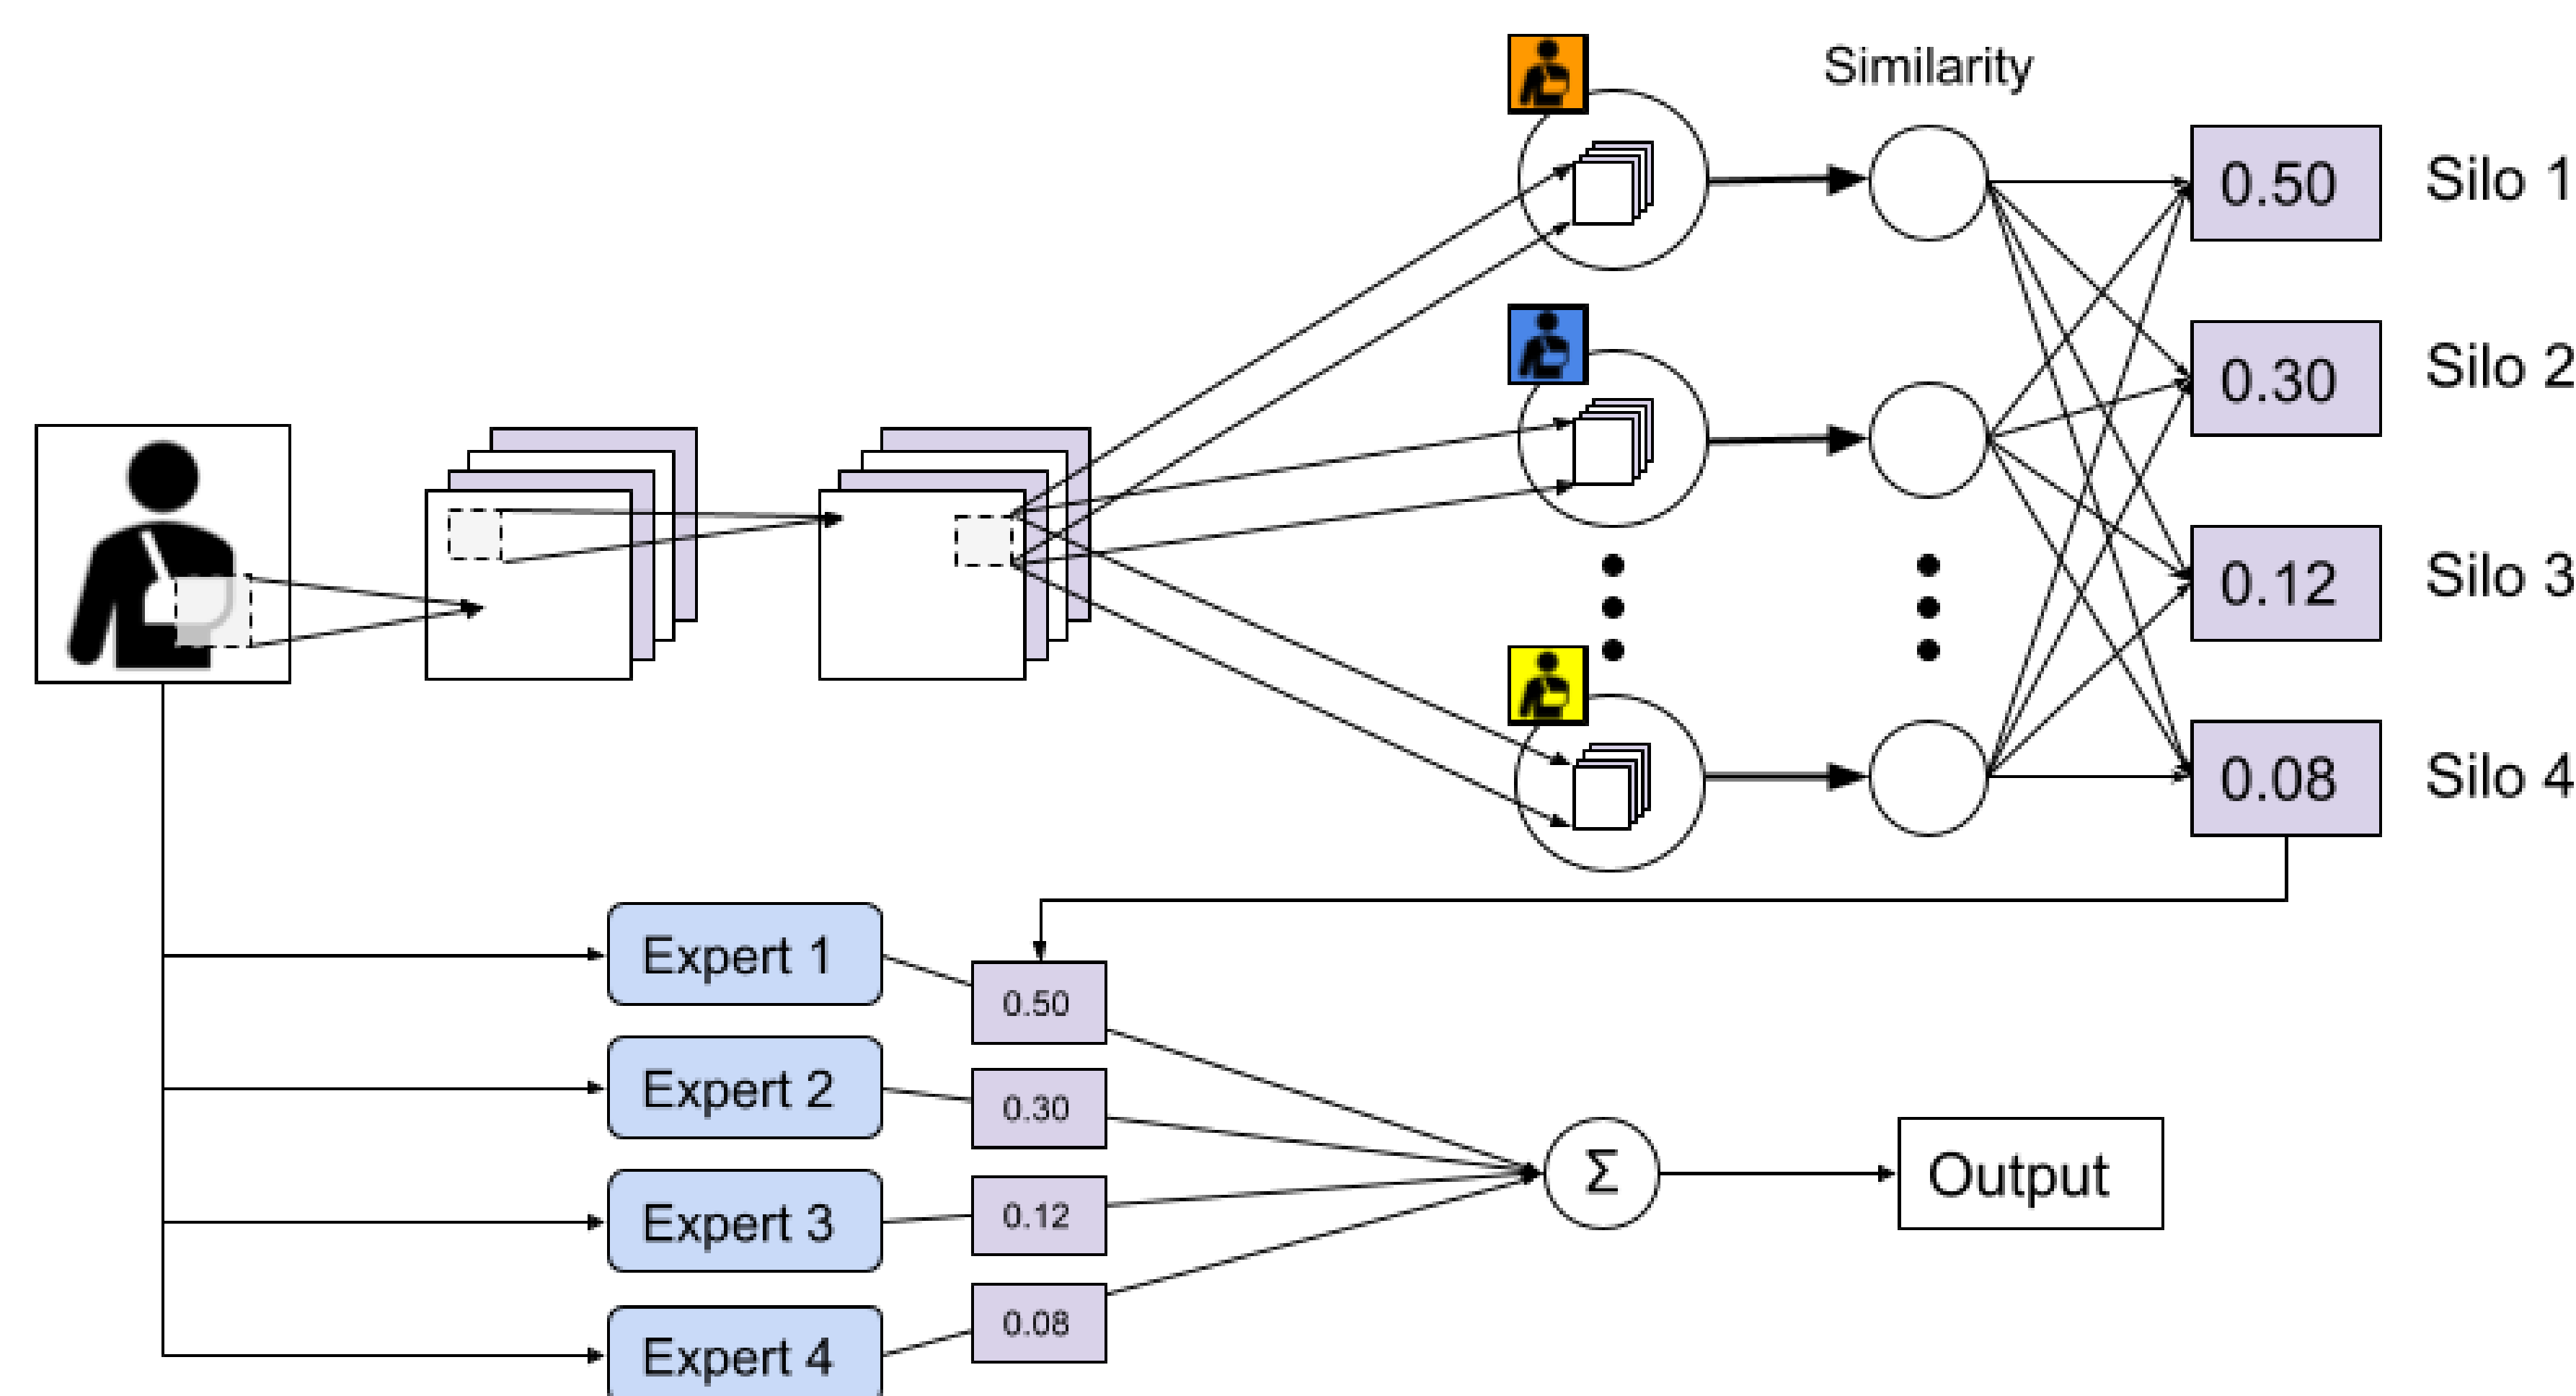 Similarity
0.50 Silo 1
0.30 Silo 2
0.12 Silo 3
0.08 Silo 4
Expert 1
0.50
Expert 2
0.30
Expert 3
0.12
Expert 4
0.08
Σ
Output